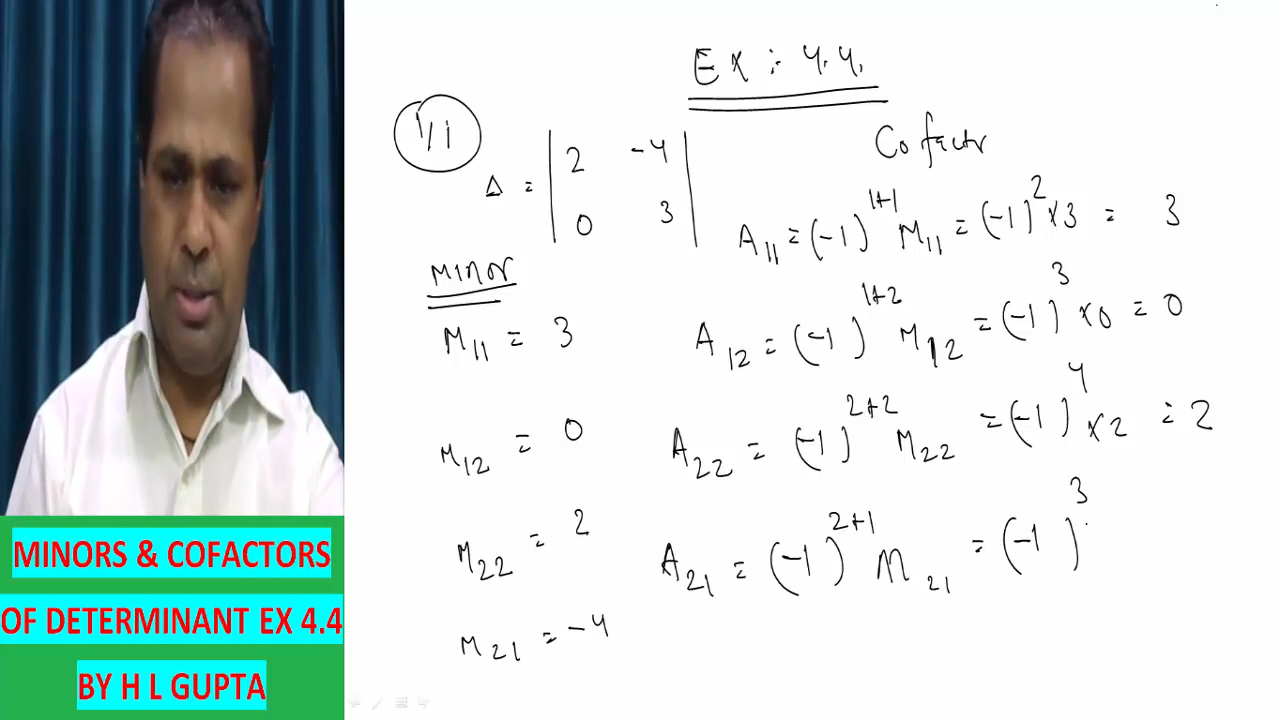 Ex : 4.4.
1/1
Δ = | 2 -4 |
| 0 3 |
Cofactor
A11 = (-1)^1+1 M11 = (-1)^2 ×3 = 3
Minor
M11 = 3
A12 = (-1)^1+2 M12 = (-1)^3 ×0 = 0
M12 = 0
A22 = (-1)^2+2 M22 = (-1)^4 ×2 = 2
M22 = 2
A21 = (-1)^2+1 M21 = (-1)^3
M21 = -4
MINORS & COFACTORS
OF DETERMINANT EX 4.4
BY H L GUPTA